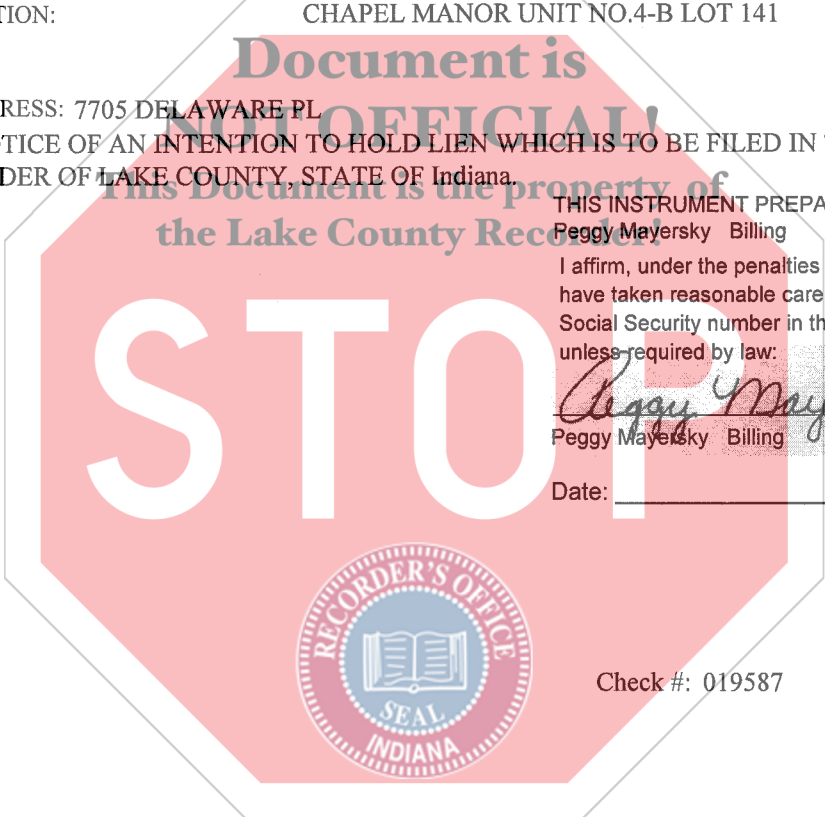 TION: CHAPEL MANOR UNIT NO.4-B LOT 141
Document is
RESS: 7705 DELAWARE PL
NOT OFFICIAL!
TICE OF AN INTENTION TO HOLD LIEN WHICH IS TO BE FILED IN
DER OF LAKE COUNTY, STATE OF Indiana.
This Document is the property of
the Lake County Recorder!
THIS INSTRUMENT PREPA
Peggy Mayersky Billing
I affirm, under the penalties
have taken reasonable care
Social Security number in th
unless required by law:
Peggy May
Peggy Mayersky Billing
Date:
STOP
RECORDER'S OFFICE
SEAL
INDIANA
Check #: 019587